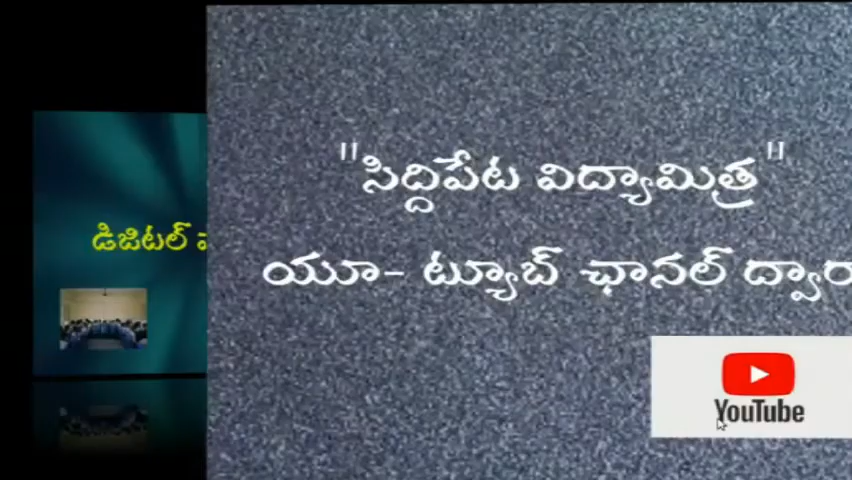 "సిద్దిపేట విద్యామిత్ర"
యూ- ట్యూబ్ ఛానల్ ద్వారా
డిజిటల్
YouTube